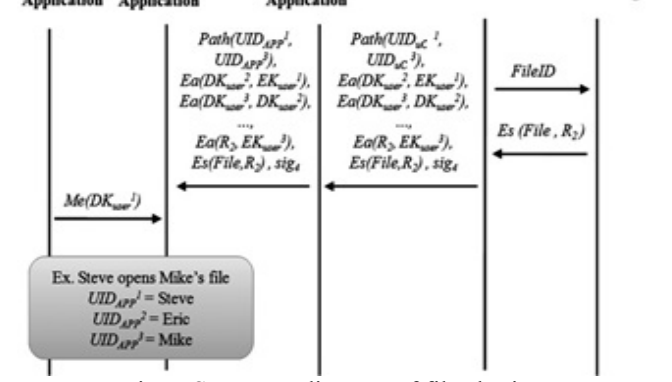 Application Application Application
Path(UID_APP^1,
UID_APP^3),
Ea(DK_user^2, EK_user^1),
Ea(DK_user^3, DK_user^2),
...,
Ea(R_2, EK_user^3),
Es(File,R_2) , sig_4
Path(UID_uC^1,
UID_uC^3),
Ea(DK_user^2, EK_user^1),
Ea(DK_user^3, DK_user^2),
...,
Ea(R_2, EK_user^3),
Es(File,R_2) , sig_4
FileID
Es (File , R_2)
Me(DK_user^1)
Ex. Steve opens Mike's file
UID_APP^1 = Steve
UID_APP^2 = Eric
UID_APP^3 = Mike